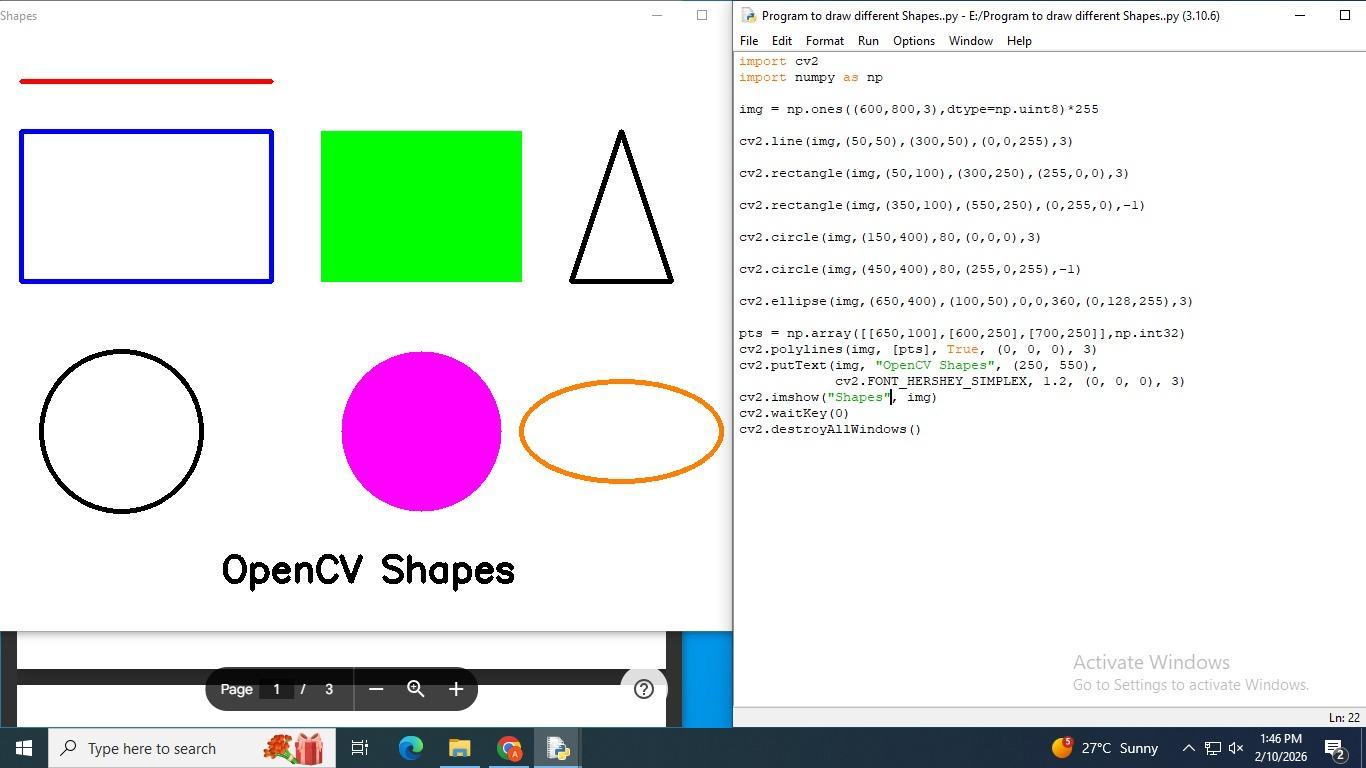 Shapes
OpenCV Shapes
Page 1 / 3
Program to draw different Shapes..py - E:/Program to draw different Shapes..py (3.10.6)
File Edit Format Run Options Window Help
import cv2
import numpy as np
img = np.ones((600,800,3),dtype=np.uint8)*255
cv2.line(img,(50,50),(300,50),(0,0,255),3)
cv2.rectangle(img,(50,100),(300,250),(255,0,0),3)
cv2.rectangle(img,(350,100),(550,250),(0,255,0),-1)
cv2.circle(img,(150,400),80,(0,0,0),3)
cv2.circle(img,(450,400),80,(255,0,255),-1)
cv2.ellipse(img,(650,400),(100,50),0,0,360,(0,128,255),3)
pts = np.array([[650,100],[600,250],[700,250]],np.int32)
cv2.polylines(img, [pts], True, (0, 0, 0), 3)
cv2.putText(img, "OpenCV Shapes", (250, 550),
            cv2.FONT_HERSHEY_SIMPLEX, 1.2, (0, 0, 0), 3)
cv2.imshow("Shapes", img)
cv2.waitKey(0)
cv2.destroyAllWindows()
Activate Windows
Go to Settings to activate Windows.
Ln: 22
Type here to search
A
5
27°C Sunny
1:46 PM
2/10/2026
2